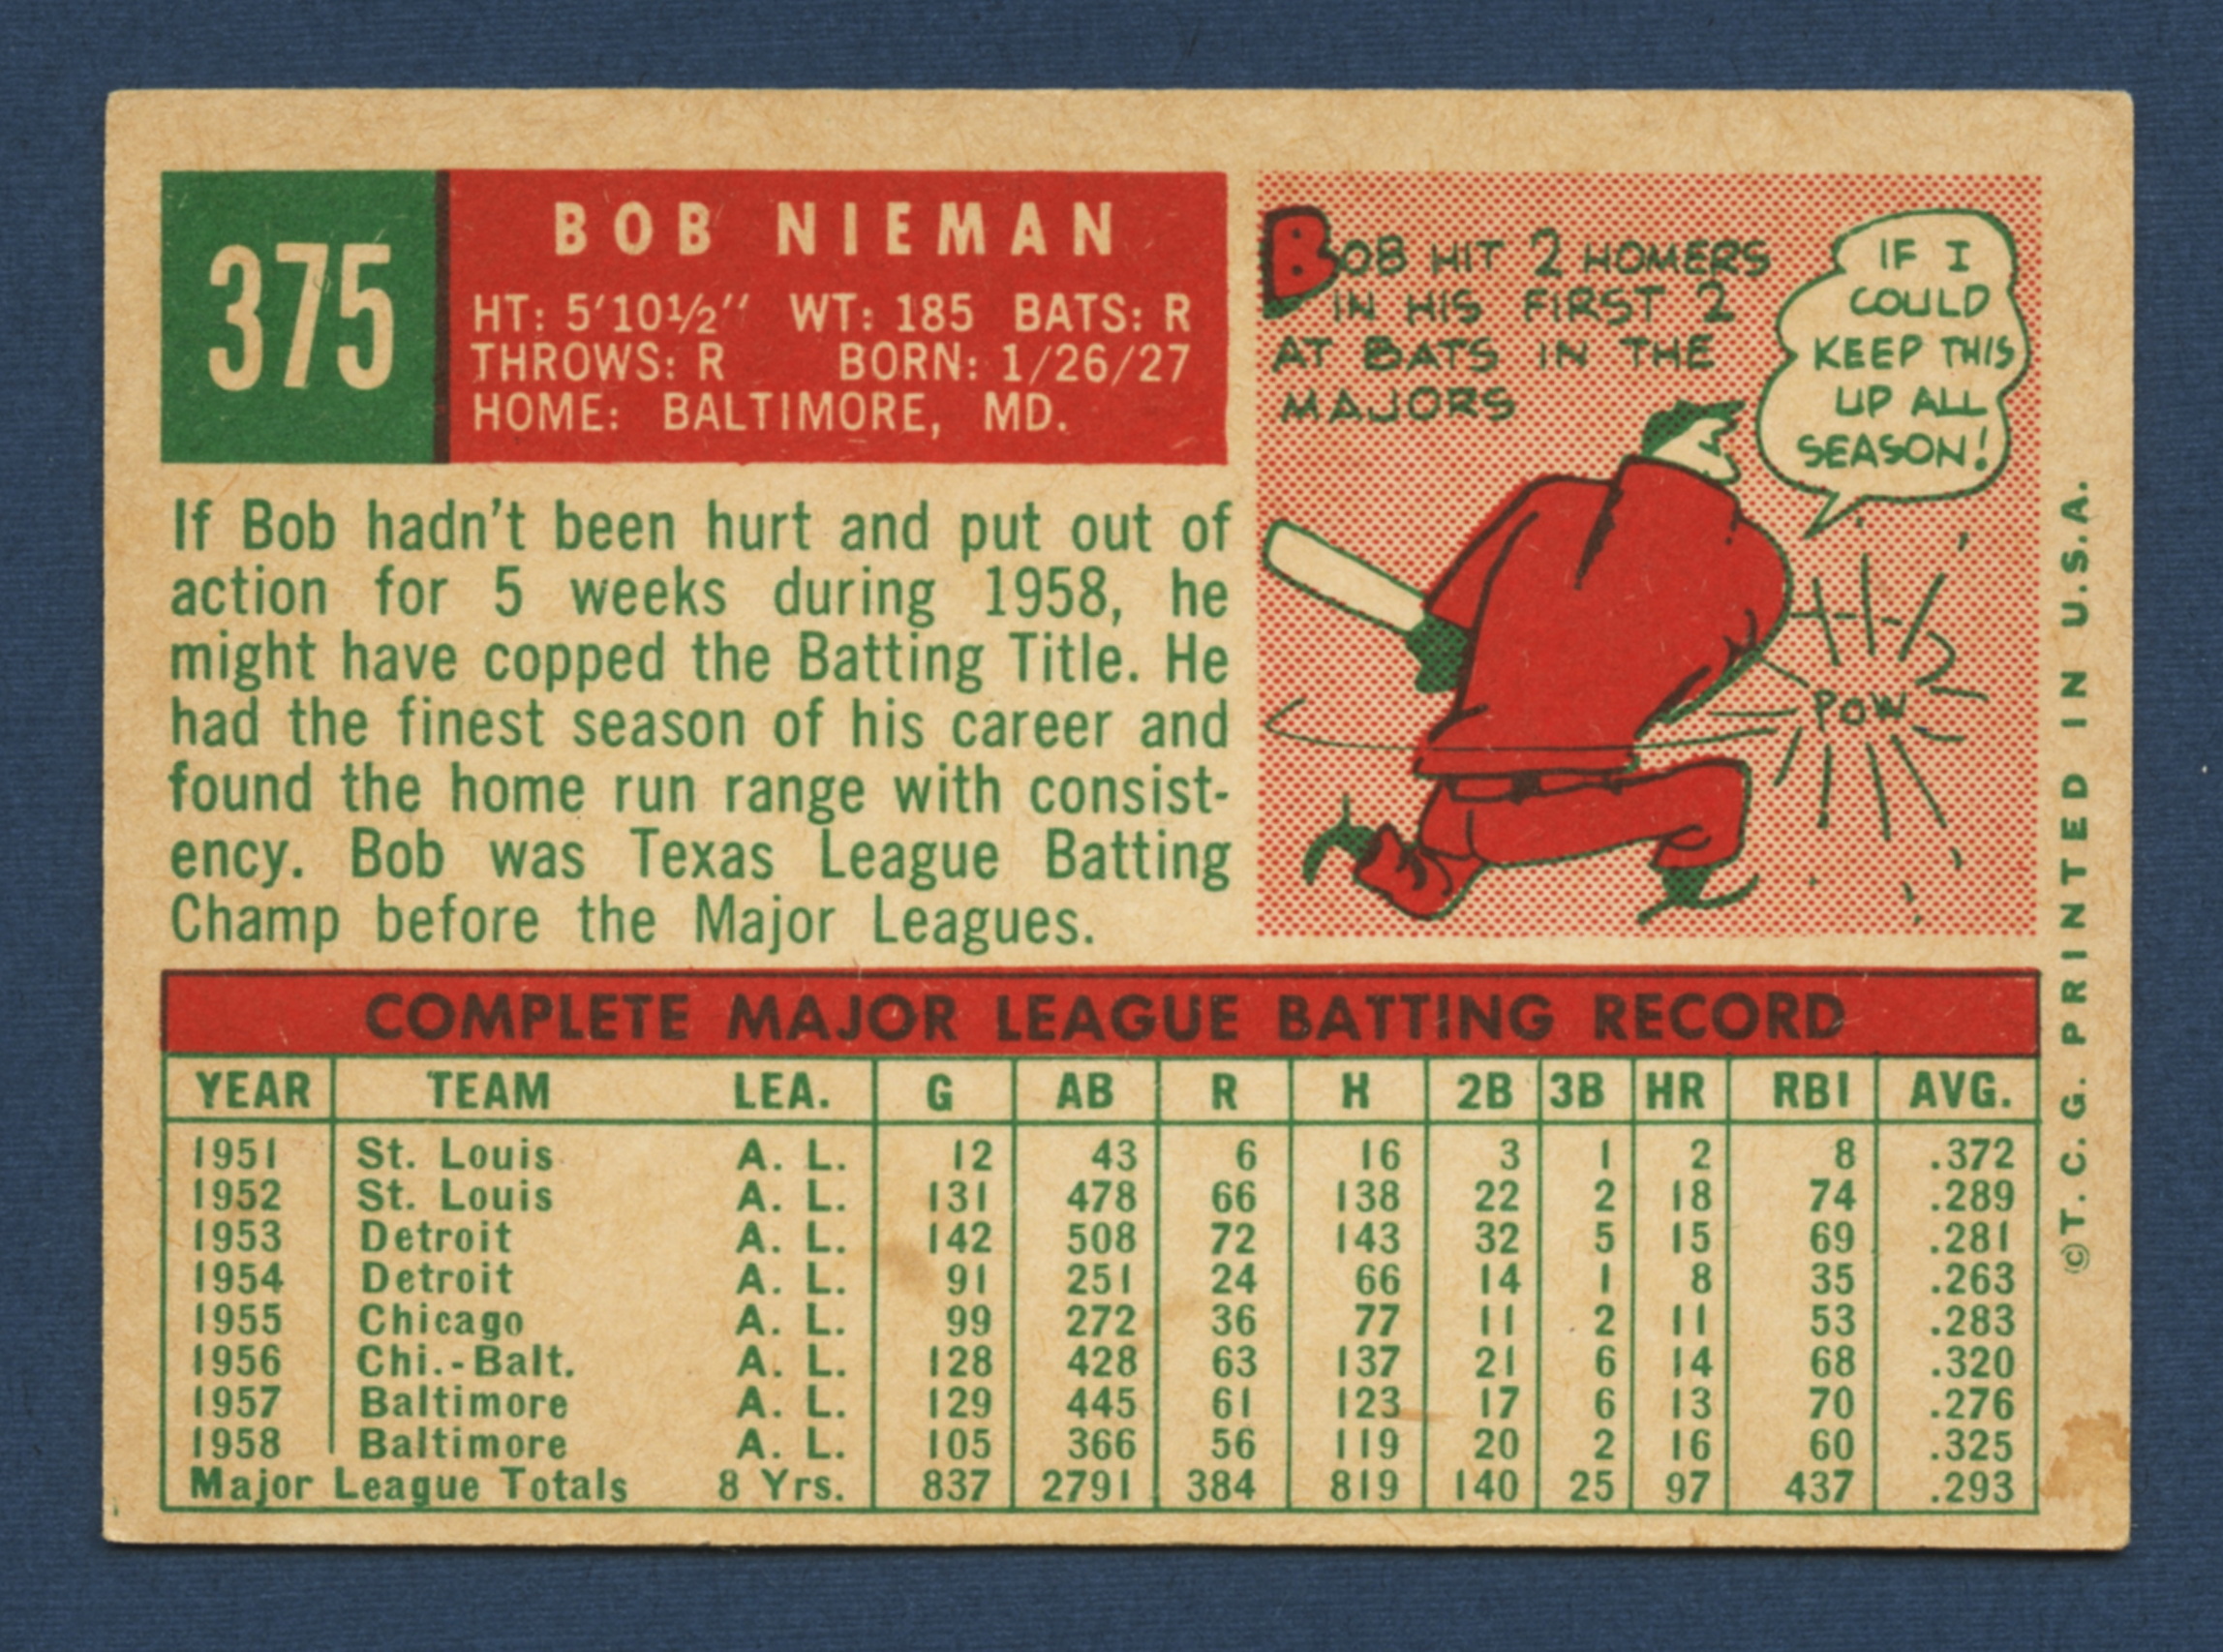 375
BOB NIEMAN
HT: 5'10½" WT: 185 BATS: R
THROWS: R BORN: 1/26/27
HOME: BALTIMORE, MD.
BOB HIT 2 HOMERS
IN HIS FIRST 2
AT BATS IN THE
MAJORS
IF I
COULD
KEEP THIS
UP ALL
SEASON!
POW
If Bob hadn't been hurt and put out of
action for 5 weeks during 1958, he
might have copped the Batting Title. He
had the finest season of his career and
found the home run range with consist-
ency. Bob was Texas League Batting
Champ before the Major Leagues.
COMPLETE MAJOR LEAGUE BATTING RECORD
YEAR TEAM LEA. G AB R H 2B 3B HR RBI AVG.
1951 St. Louis A. L. 12 43 6 16 3 1 2 8 .372
1952 St. Louis A. L. 131 478 66 138 22 2 18 74 .289
1953 Detroit A. L. 142 508 72 143 32 5 15 69 .281
1954 Detroit A. L. 91 251 24 66 14 1 8 35 .263
1955 Chicago A. L. 99 272 36 77 11 2 11 53 .283
1956 Chi.-Balt. A. L. 128 428 63 137 21 6 14 68 .320
1957 Baltimore A. L. 129 445 61 123 17 6 13 70 .276
1958 Baltimore A. L. 105 366 56 119 20 2 16 60 .325
Major League Totals 8 Yrs. 837 2791 384 819 140 25 97 437 .293
©T.C.G. PRINTED IN U.S.A.